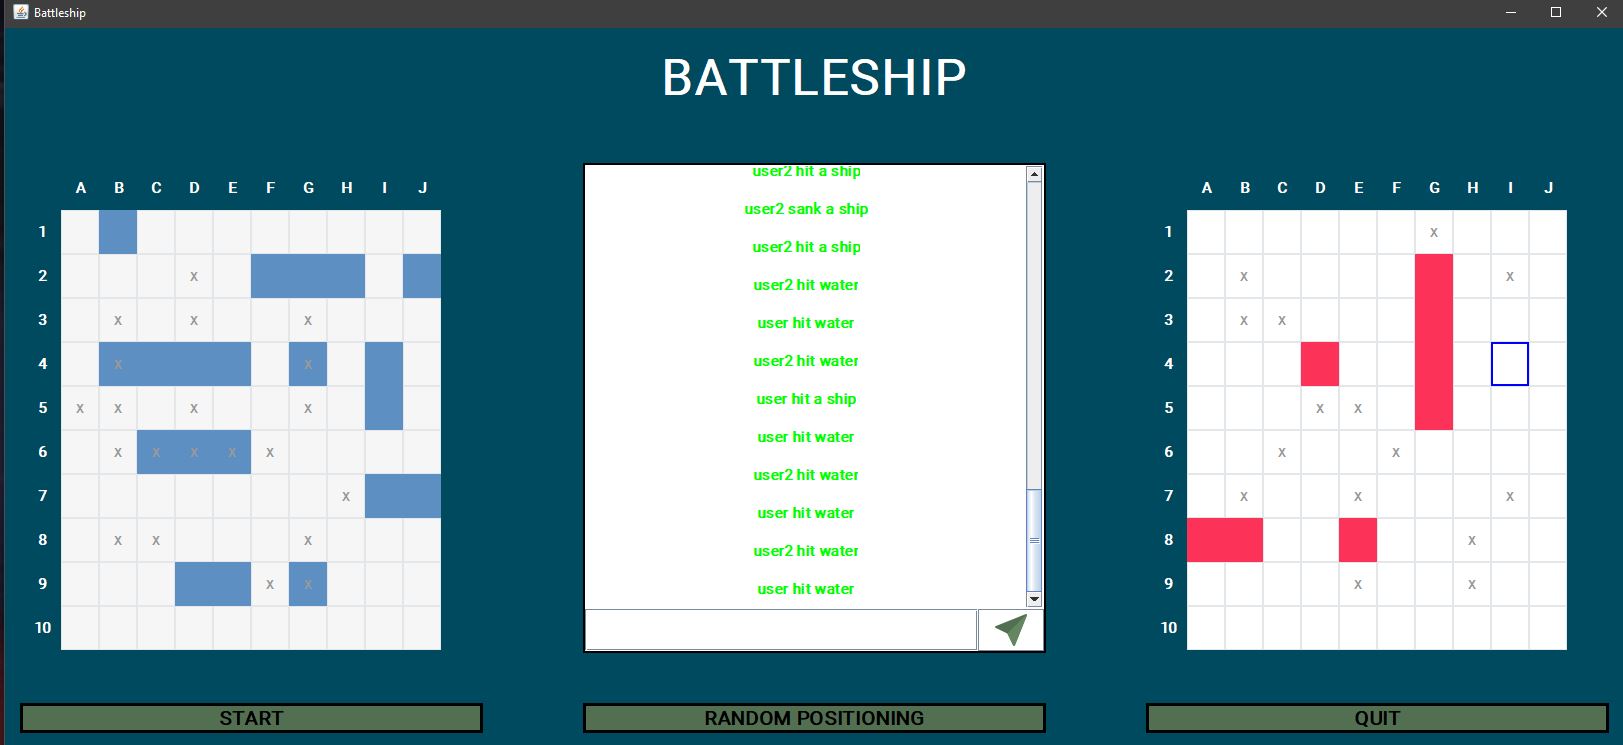 Battleship
BATTLESHIP
A B C D E F G H I J
1
2 x
3 x x x
4 x x
5 x x x x
6 x x x x x
7 x
8 x x x
9 x x
10
user2 hit a ship
user2 sank a ship
user2 hit a ship
user2 hit water
user hit water
user2 hit water
user hit a ship
user hit water
user2 hit water
user hit water
user2 hit water
user hit water
A B C D E F G H I J
1 x
2 x x
3 x x
4
5 x x
6 x x
7 x x x
8 x
9 x x
10
START
RANDOM POSITIONING
QUIT